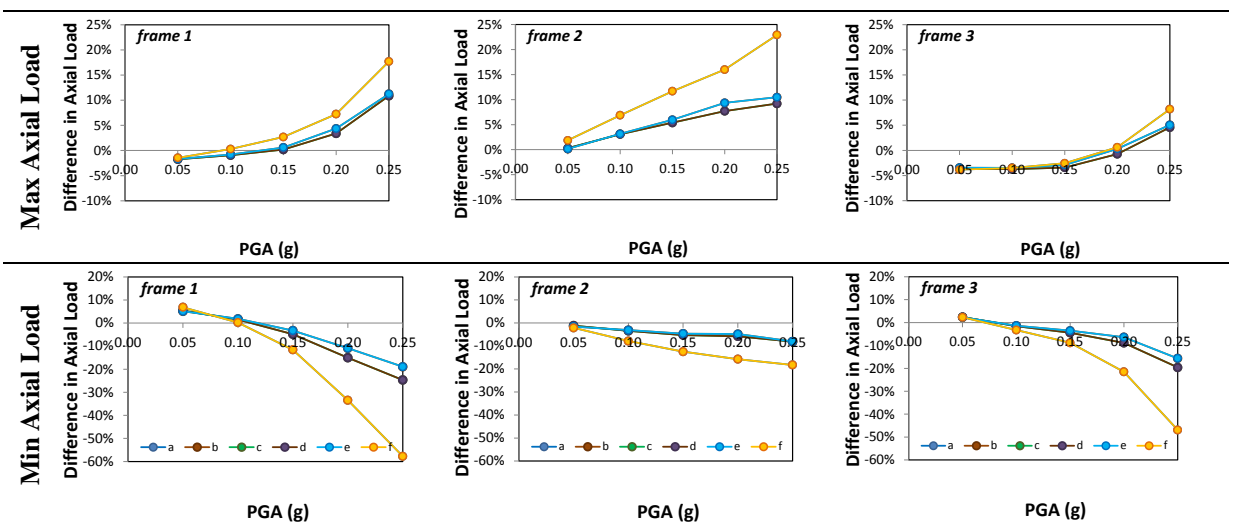 Max Axial Load
Difference in Axial Load
25%
20%
15%
10%
5%
0%
-5%
-10%
frame 1
0.00 0.05 0.10 0.15 0.20 0.25
PGA (g)
Difference in Axial Load
25%
20%
15%
10%
5%
0%
-5%
-10%
frame 2
0.00 0.05 0.10 0.15 0.20 0.25
PGA (g)
Difference in Axial Load
25%
20%
15%
10%
5%
0%
-5%
-10%
frame 3
0.00 0.05 0.10 0.15 0.20 0.25
PGA (g)
Min Axial Load
Difference in Axial Load
20%
10%
0%
-10%
-20%
-30%
-40%
-50%
-60%
frame 1
0.00 0.05 0.10 0.15 0.20 0.25
a b c d e f
PGA (g)
Difference in Axial Load
20%
10%
0%
-10%
-20%
-30%
-40%
-50%
-60%
frame 2
0.00 0.05 0.10 0.15 0.20 0.25
a b c d e f
PGA (g)
Difference in Axial Load
20%
10%
0%
-10%
-20%
-30%
-40%
-50%
-60%
frame 3
0.00 0.05 0.10 0.15 0.20 0.25
a b c d e f
PGA (g)